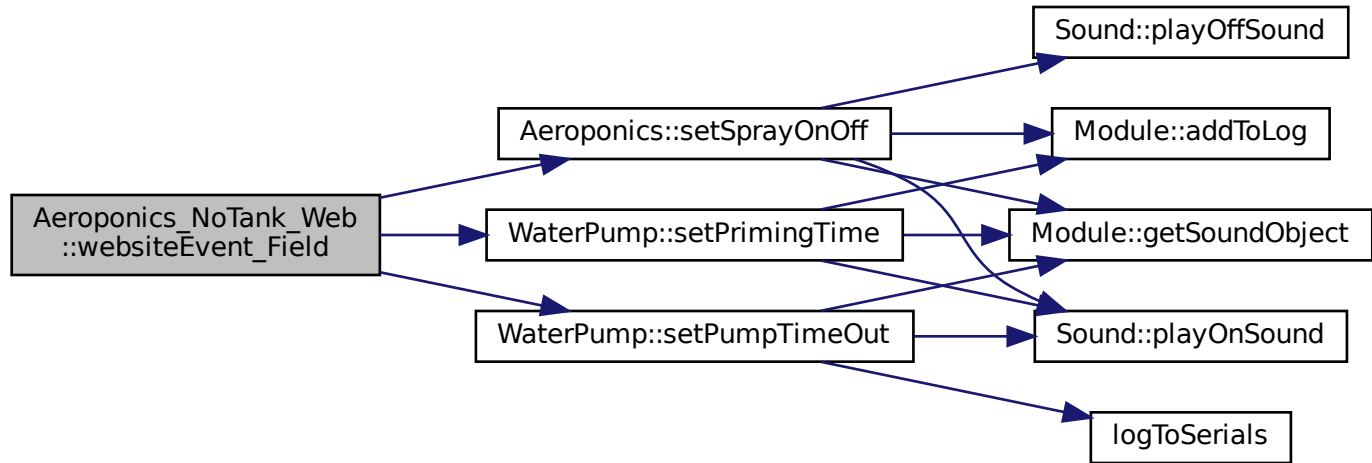 Aeroponics_NoTank_Web
::websiteEvent_Field
Aeroponics::setSprayOnOff
WaterPump::setPrimingTime
WaterPump::setPumpTimeOut
Sound::playOffSound
Module::addToLog
Module::getSoundObject
Sound::playOnSound
logToSerials